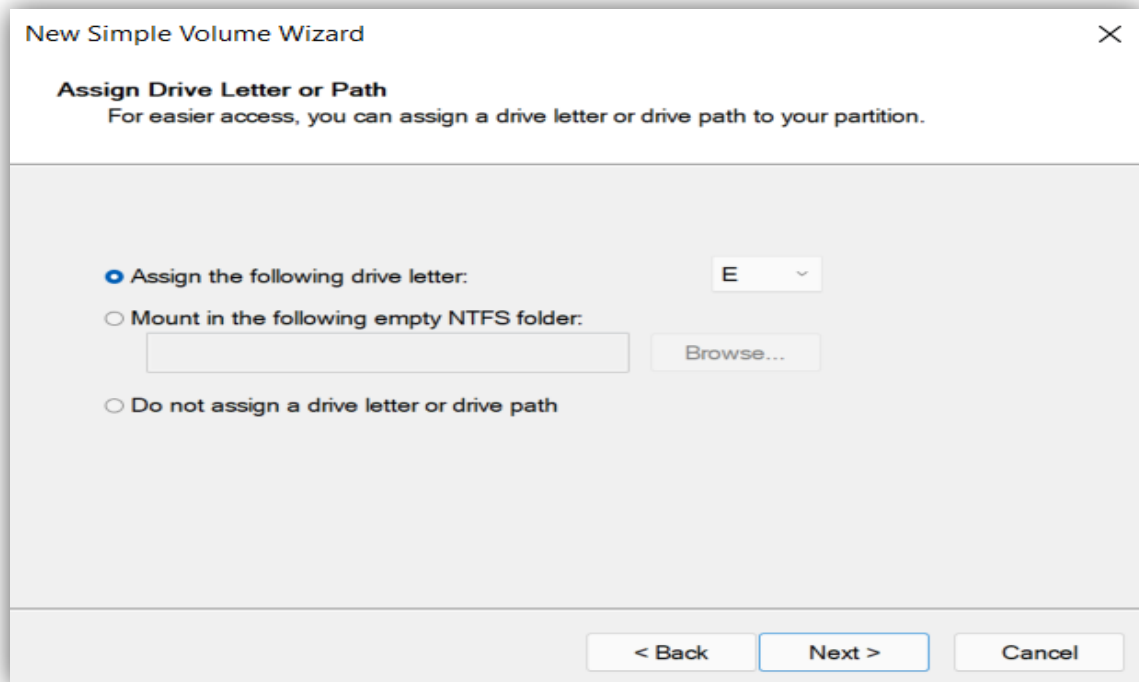 New Simple Volume Wizard
Assign Drive Letter or Path
For easier access, you can assign a drive letter or drive path to your partition.
Assign the following drive letter: E
Mount in the following empty NTFS folder:
Browse...
Do not assign a drive letter or drive path
< Back Next > Cancel